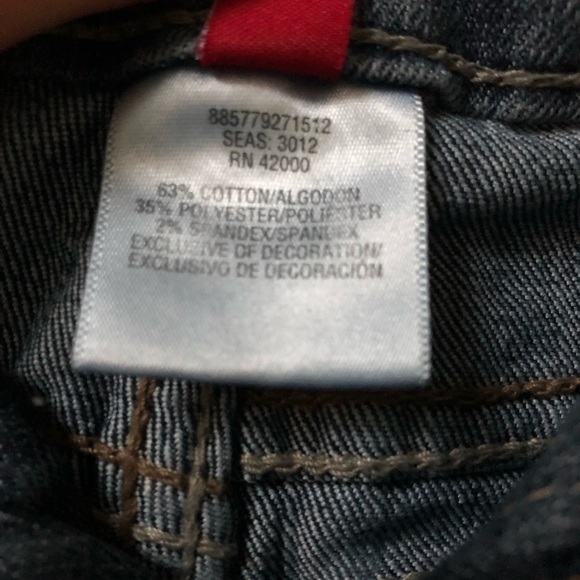 885779271512
SEAS: 3012
RN 42000
63% COTTON/ALGODON
35% POLYESTER/POLIESTER
2% SPANDEX/SPANDEX
EXCLUSIVE OF DECORATION/
EXCLUSIVO DE DECORACIÓN